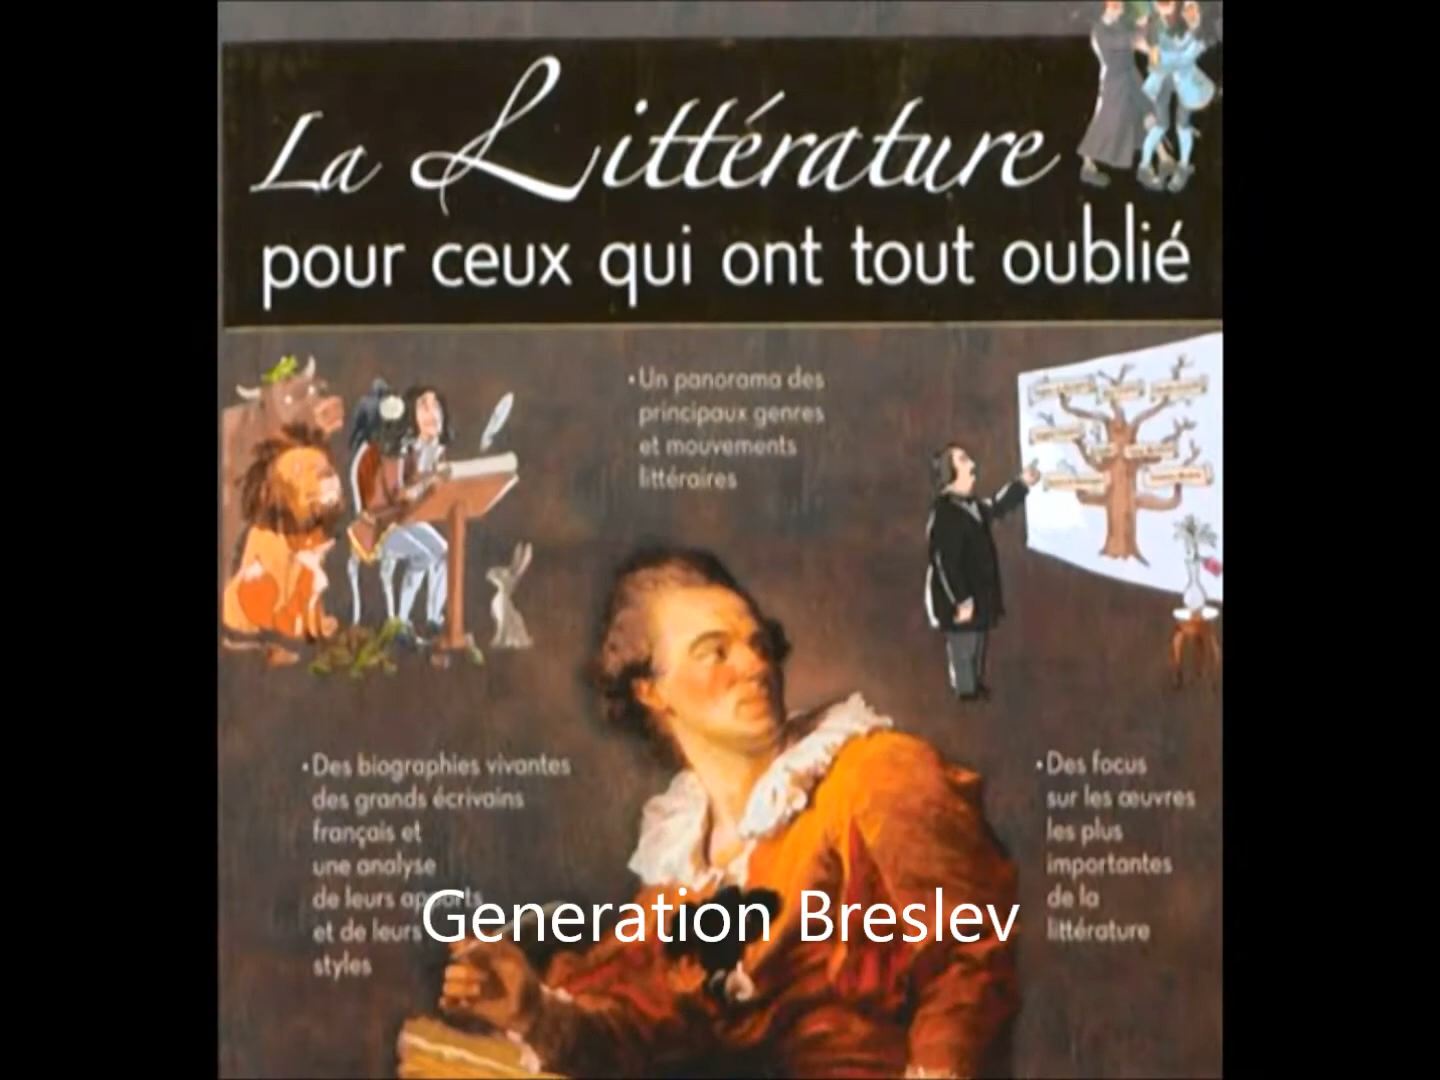 La Littérature
pour ceux qui ont tout oublié
•Un panorama des
principaux genres
et mouvements
littéraires
•Des biographies vivantes
des grands écrivains
français et
une analyse
de leurs apports
et de leurs
styles
•Des focus
sur les œuvres
les plus
importantes
de la
littérature
Generation Breslev